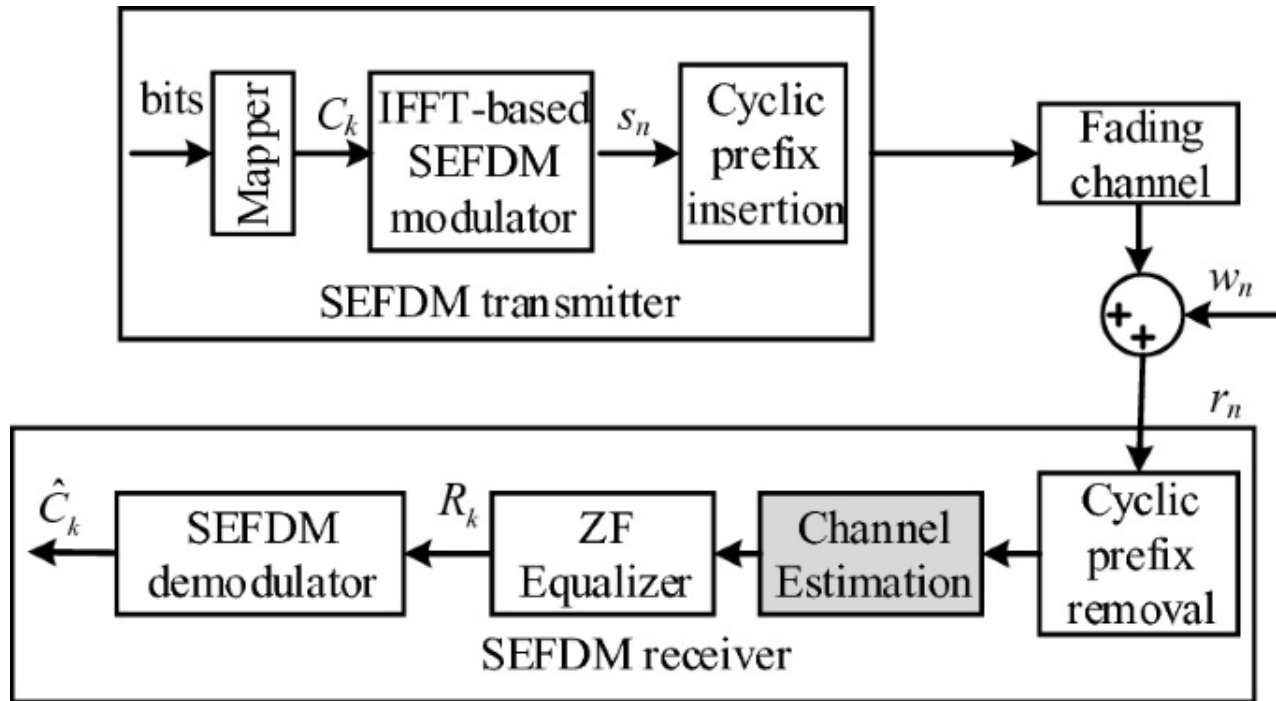 bits
Mapper
C_k
IFFT-based
SEFDM
modulator
s_n
Cyclic
prefix
insertion
SEFDM transmitter
Fading
channel
w_n
+
+
r_n
Cyclic
prefix
removal
Channel
Estimation
ZF
Equalizer
R_k
SEFDM
demodulator
Ĉ_k
SEFDM receiver